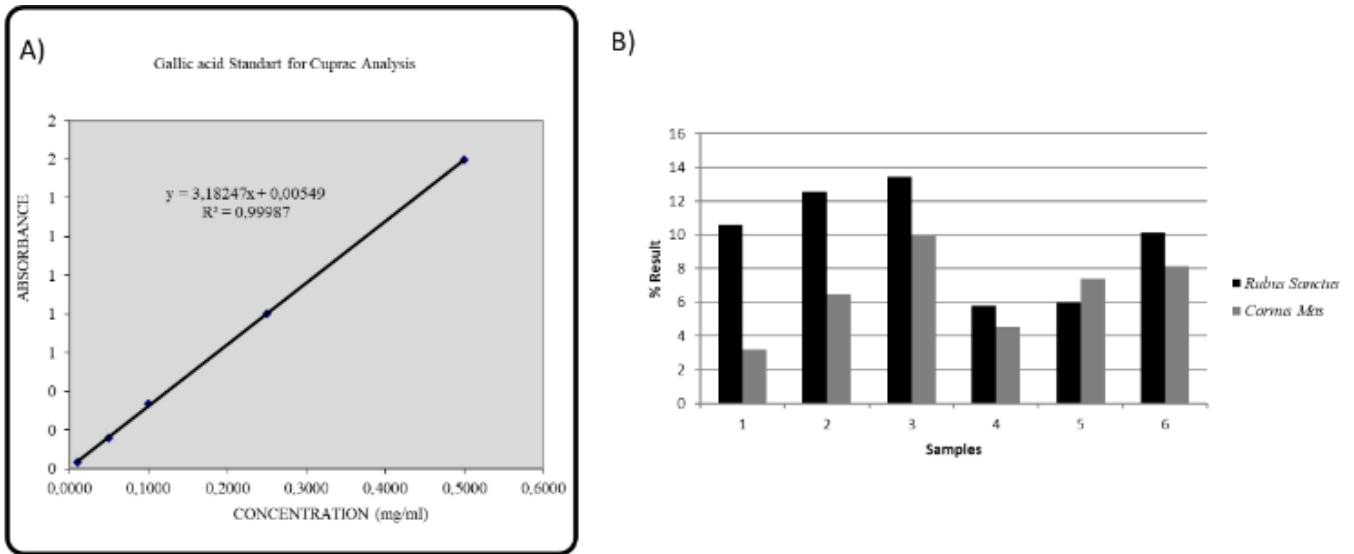 A)
Gallic acid Standart for Cuprac Analysis
2
2
1
1
1
1
1
0
0
0
ABSORBANCE
y = 3,18247x + 0,00549
R² = 0,99987
0,0000 0,1000 0,2000 0,3000 0,4000 0,5000 0,6000
CONCENTRATION (mg/ml)
B)
16
14
12
10
8
6
4
2
0
% Result
1 2 3 4 5 6
Samples
Rubus Sanctus
Cornus Mas